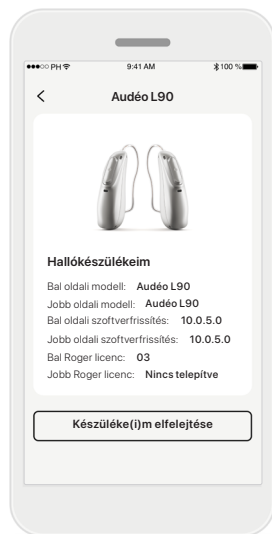 ●●●○○ PH 9:41 AM 100 %
Audéo L90
Hallókészülékeim
Bal oldali modell: Audéo L90
Jobb oldali modell: Audéo L90
Bal oldali szoftverfrissítés: 10.0.5.0
Jobb oldali szoftverfrissítés: 10.0.5.0
Bal Roger licenc: 03
Jobb Roger licenc: Nincs telepítve
Készüléke(i)m elfelejtése